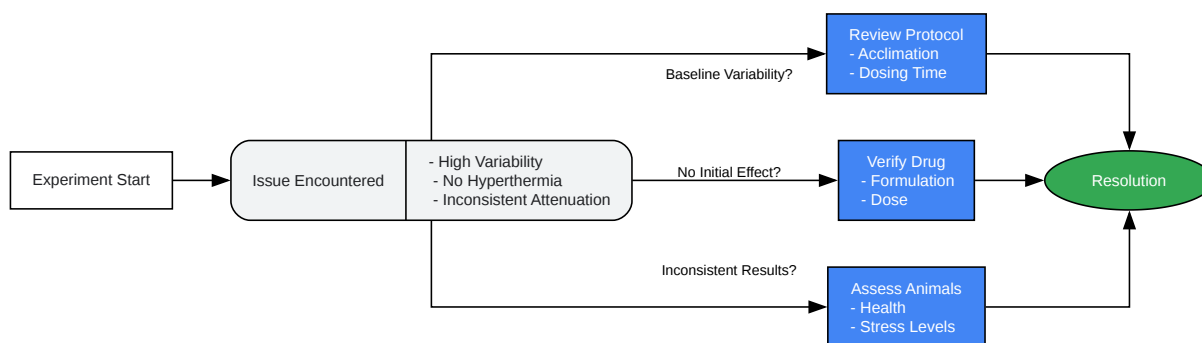 Experiment Start
Issue Encountered
- High Variability
- No Hyperthermia
- Inconsistent Attenuation
Baseline Variability?
Review Protocol
- Acclimation
- Dosing Time
No Initial Effect?
Verify Drug
- Formulation
- Dose
Inconsistent Results?
Assess Animals
- Health
- Stress Levels
Resolution